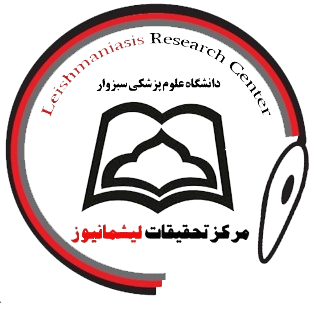 Leishmaniasis Research Center
دانشگاه علوم پزشکی سبزوار
مرکز تحقیقات لیشمانیوز